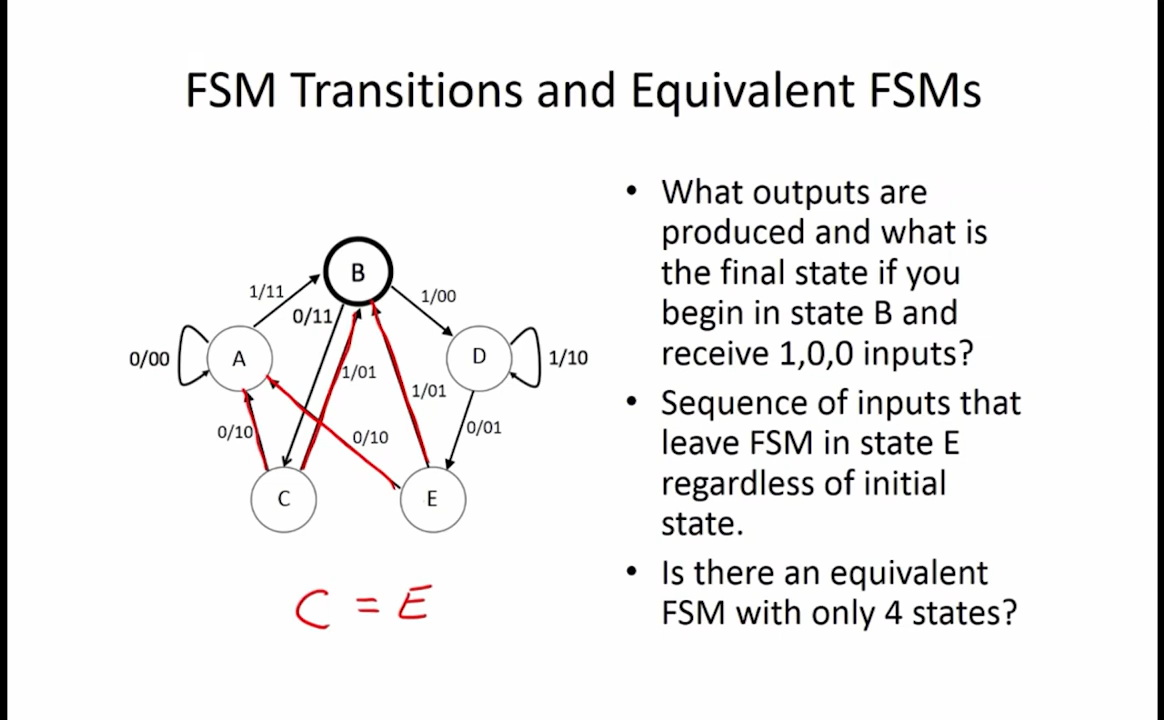 FSM Transitions and Equivalent FSMs
B
1/11
1/00
0/11
0/00
A
D
1/10
1/01
1/01
0/10
0/10
0/01
C
E
C = E
• What outputs are
produced and what is
the final state if you
begin in state B and
receive 1,0,0 inputs?
• Sequence of inputs that
leave FSM in state E
regardless of initial
state.
• Is there an equivalent
FSM with only 4 states?